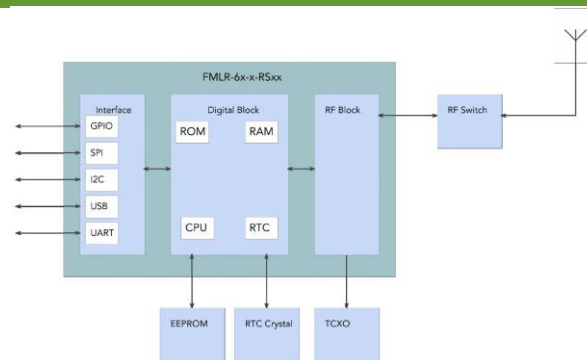 FMLR-6x-x-RSxx
Interface
GPIO
SPI
I2C
USB
UART
Digital Block
ROM
RAM
CPU
RTC
RF Block
RF Switch
EEPROM
RTC Crystal
TCXO